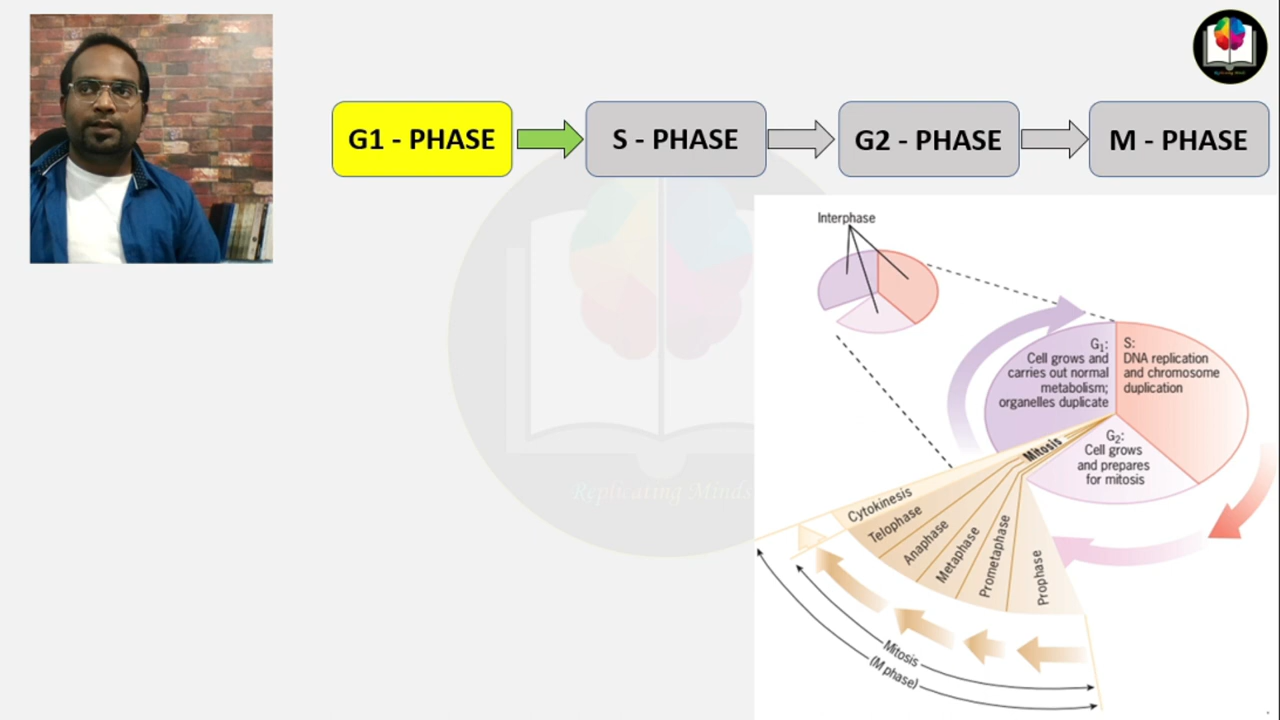 G1 - PHASE
S - PHASE
G2 - PHASE
M - PHASE
Interphase
G1:
Cell grows and
carries out normal
metabolism;
organelles duplicate
S:
DNA replication
and chromosome
duplication
G2:
Cell grows
and prepares
for mitosis
Mitosis
Cytokinesis
Telophase
Anaphase
Metaphase
Prometaphase
Prophase
Mitosis
(M phase)
Replicating Minds
Replicating Minds